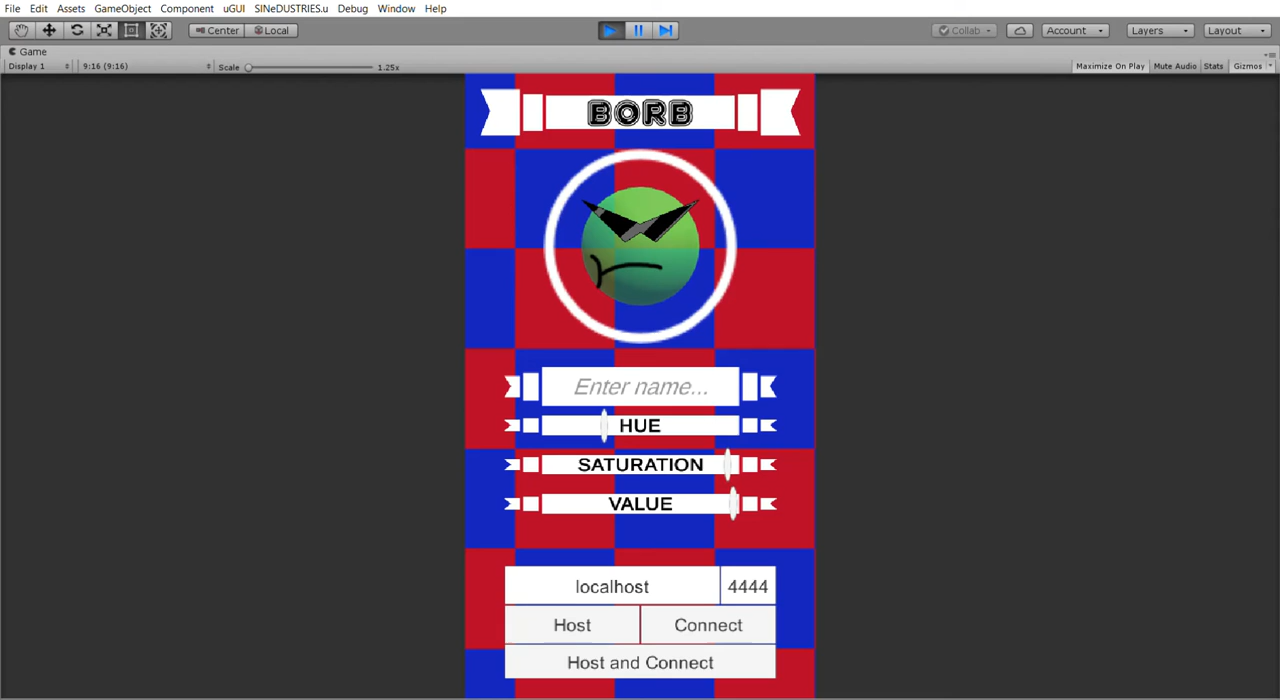 File Edit Assets GameObject Component uGUI SINeDUSTRIES.u Debug Window Help
Center Local Collab Account Layers Layout
Game
Display 1 9:16 (9:16) Scale 1.25x Maximize On Play Mute Audio Stats Gizmos
BORB
Enter name...
HUE
SATURATION
VALUE
localhost 4444
Host Connect
Host and Connect